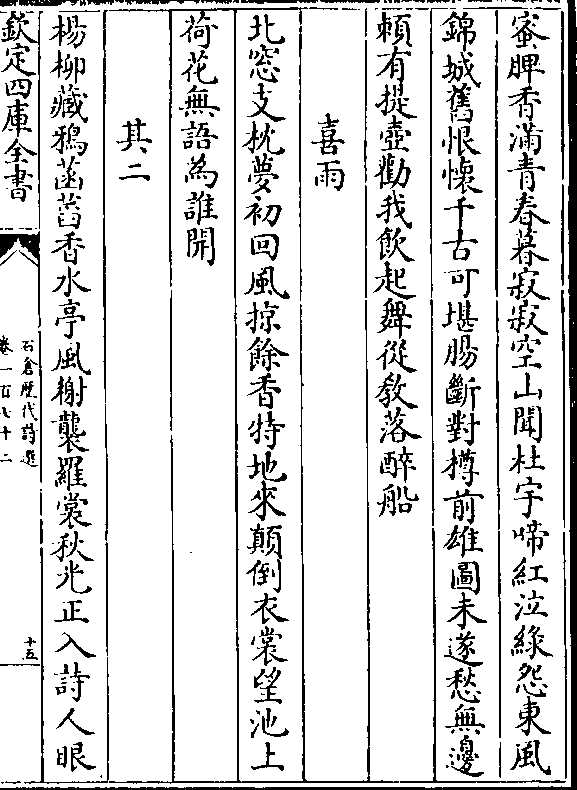 蜜脾香滿青春暮寂寂空山聞杜宇啼紅泣綠怨東風
錦城舊恨懷千古可堪腸斷對樽前雄圖未遂愁無邊
頼有提壺勸我飲起舞從教落醉船
喜雨
北窓支枕夢初回風掠餘香特地來顛倒衣裳望池上
荷花無語為誰開
其二
楊柳藏鴉菡萏香水亭風榭襲羅裳秋光正入詩人眼
欽定四庫全書
石倉歴代詩選
卷一百七十二
十五